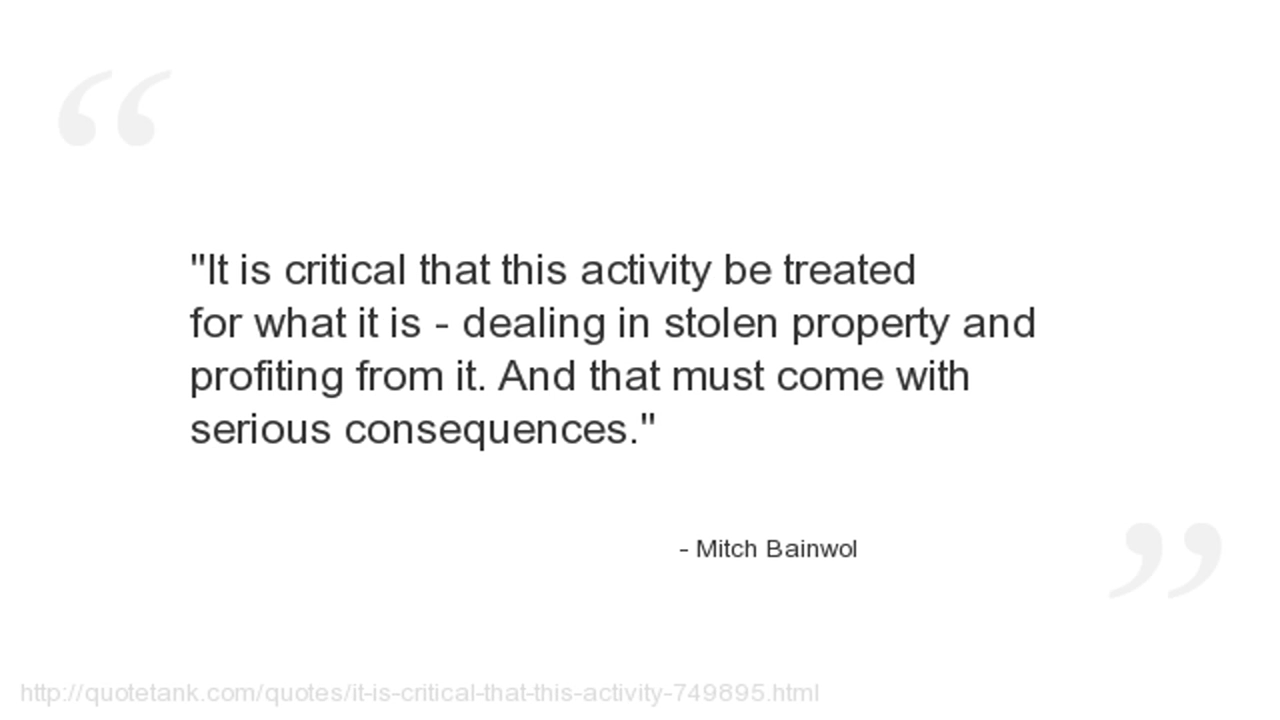 "It is critical that this activity be treated
for what it is - dealing in stolen property and
profiting from it. And that must come with
serious consequences."
- Mitch Bainwol
http://quotetank.com/quotes/it-is-critical-that-this-activity-749895.html